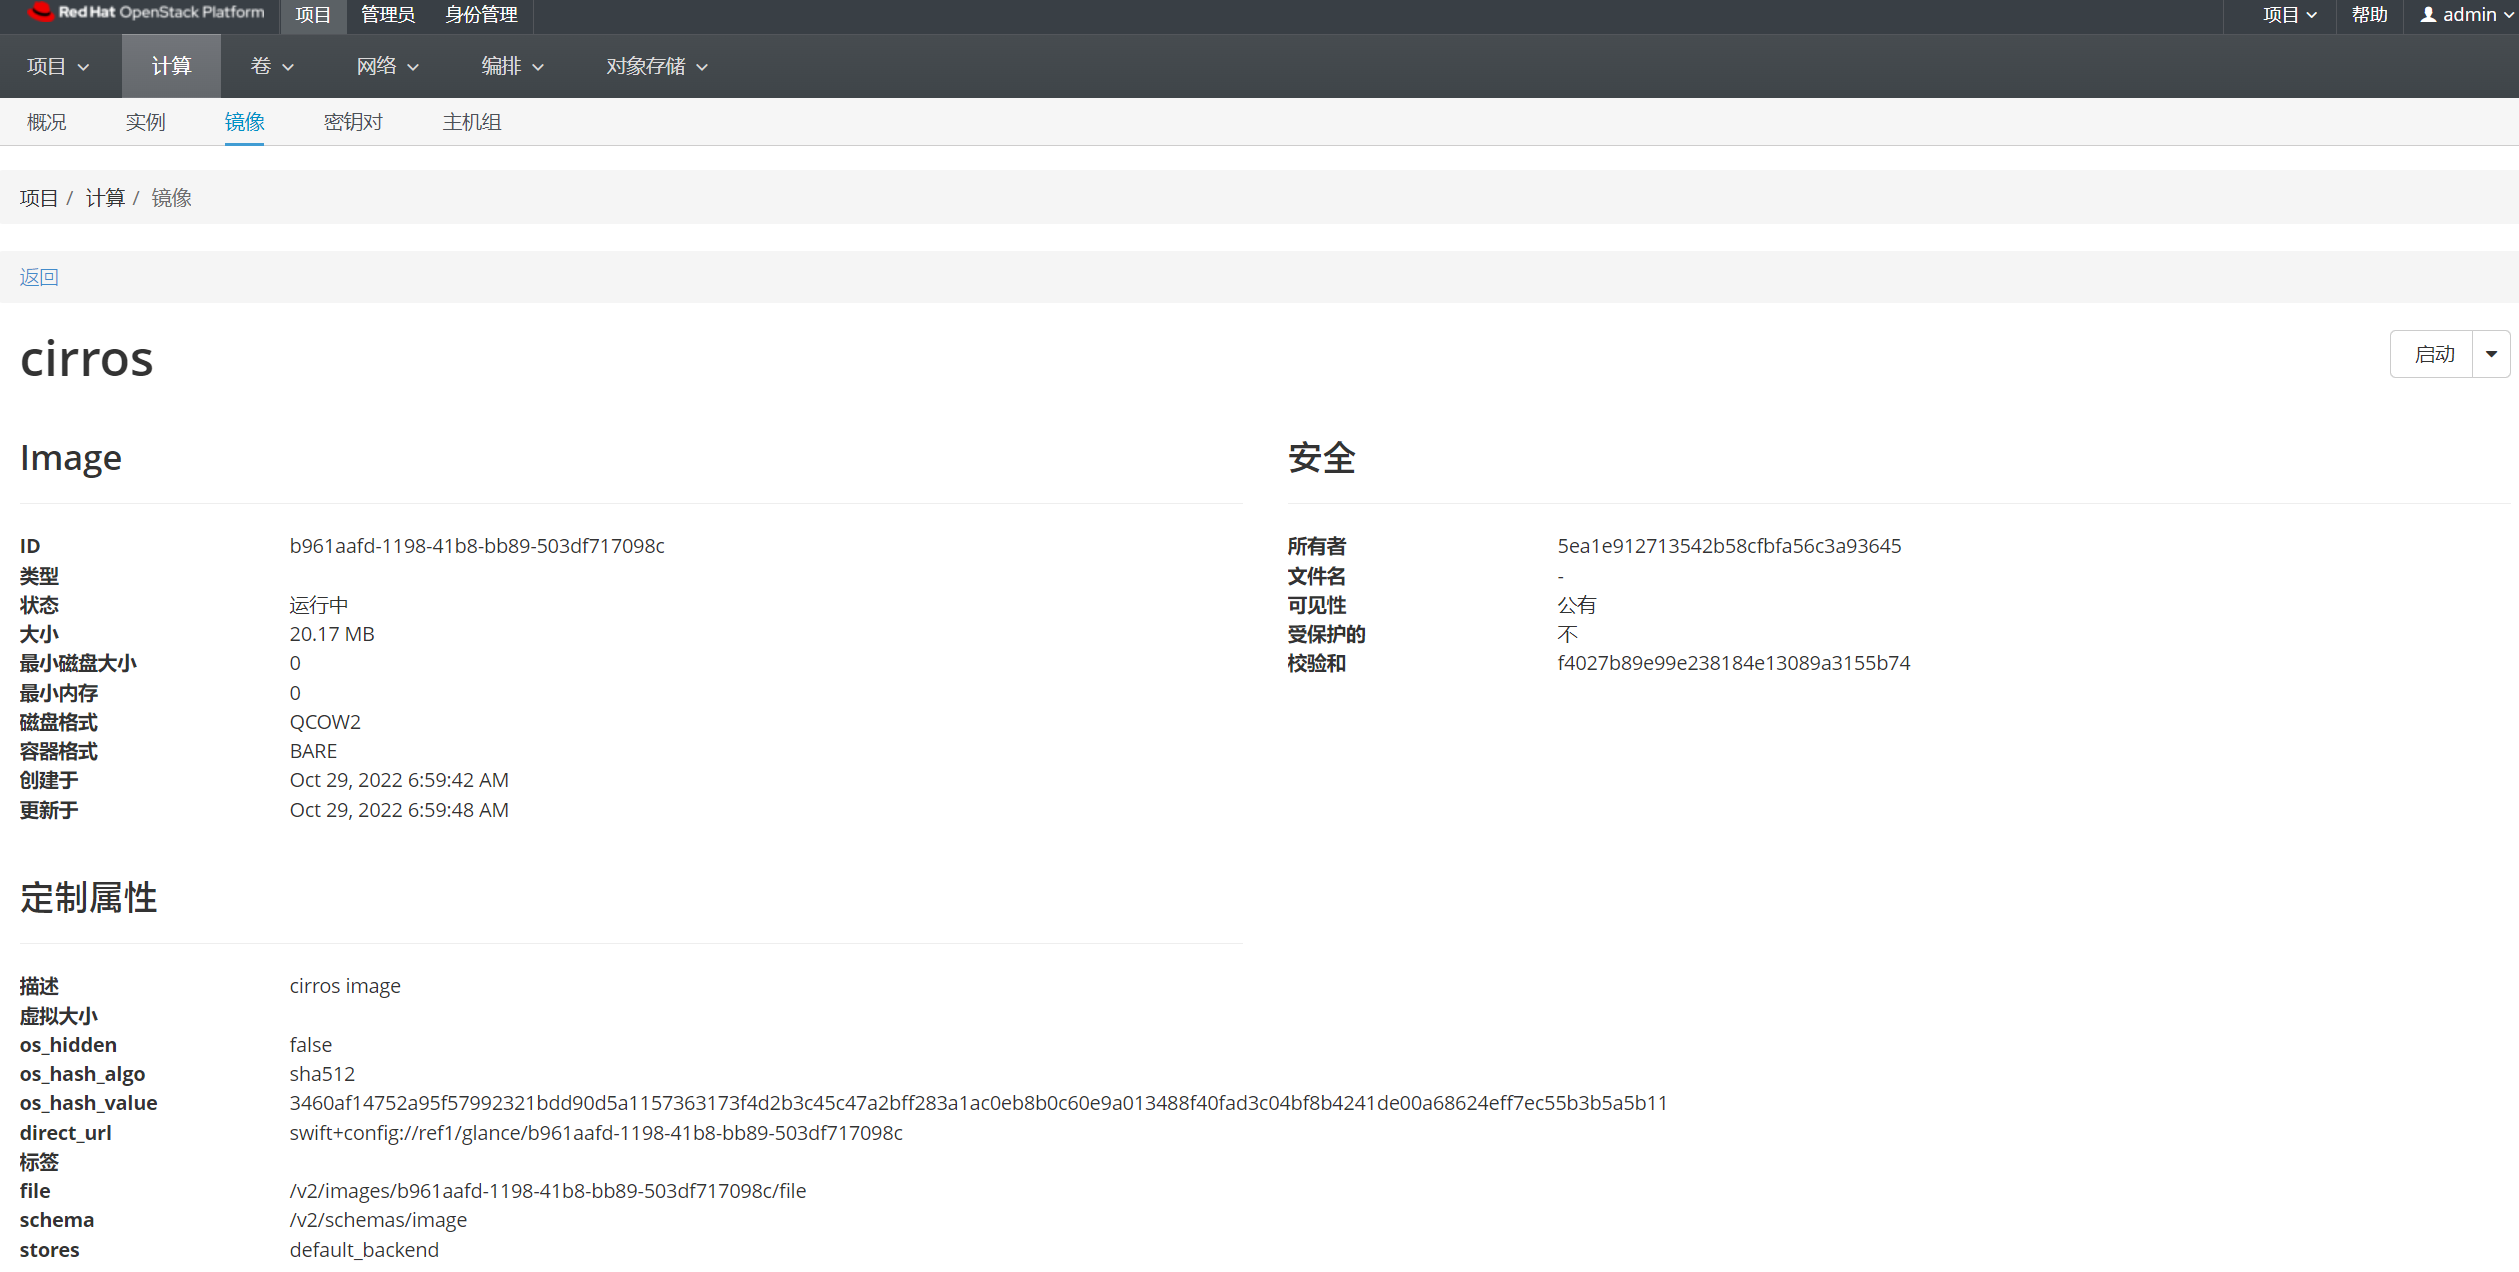 Red Hat OpenStack Platform 项目 管理员 身份管理 项目 帮助 admin
项目 计算 卷 网络 编排 对象存储
概况 实例 镜像 密钥对 主机组
项目 / 计算 / 镜像
返回
cirros 启动
Image
ID b961aafd-1198-41b8-bb89-503df717098c
类型
状态 运行中
大小 20.17 MB
最小磁盘大小 0
最小内存 0
磁盘格式 QCOW2
容器格式 BARE
创建于 Oct 29, 2022 6:59:42 AM
更新于 Oct 29, 2022 6:59:48 AM
安全
所有者 5ea1e912713542b58cfbfa56c3a93645
文件名 -
可见性 公有
受保护的 不
校验和 f4027b89e99e238184e13089a3155b74
定制属性
描述 cirros image
虚拟大小
os_hidden false
os_hash_algo sha512
os_hash_value 3460af14752a95f57992321bdd90d5a1157363173f4d2b3c45c47a2bff283a1ac0eb8b0c60e9a013488f40fad3c04bf8b4241de00a68624eff7ec55b3b5a5b11
direct_url swift+config://ref1/glance/b961aafd-1198-41b8-bb89-503df717098c
标签
file /v2/images/b961aafd-1198-41b8-bb89-503df717098c/file
schema /v2/schemas/image
stores default_backend